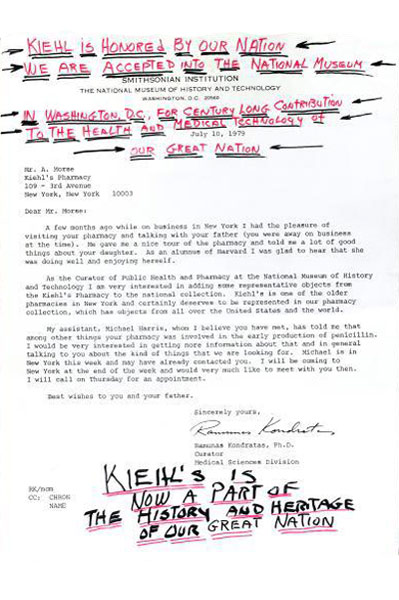 KIEHL IS HONORED BY OUR NATION
WE ARE ACCEPTED INTO THE NATIONAL MUSEUM
SMITHSONIAN INSTITUTION
THE NATIONAL MUSEUM OF HISTORY AND TECHNOLOGY
WASHINGTON, D.C. 20560
IN WASHINGTON, D.C., FOR CENTURY LONG CONTRIBUTION
TO THE HEALTH AND MEDICAL TECHNOLOGY OF
July 10, 1979
OUR GREAT NATION
Mr. A. Morse
Kiehl's Pharmacy
109 - 3rd Avenue
New York, New York 10003
Dear Mr. Morse:
A few months ago while on business in New York I had the pleasure of
visiting your pharmacy and talking with your father (you were away on business
at the time). He gave me a nice tour of the pharmacy and told me a lot of good
things about your daughter. As an alumnus of Harvard I was glad to hear that she
was doing well and enjoying herself.
As the Curator of Public Health and Pharmacy at the National Museum of History
and Technology I am very interested in adding some representative objects from
the Kiehl's Pharmacy to the national collection. Kiehl's is one of the older
pharmacies in New York and certainly deserves to be represented in our pharmacy
collection, which has objects from all over the United States and the world.
My assistant, Michael Harris, whom I believe you have met, has told me that
among other things your pharmacy was involved in the early production of penicillin.
I would be very interested in getting more information about that and in general
talking to you about the kind of things that we are looking for. Michael is in
New York this week and may have already contacted you. I will be coming to
New York at the end of the week and would very much like to meet with you then.
I will call on Thursday for an appointment.
Best wishes to you and your father.
Sincerely yours,
Ramunas Kondratas
Ramunas Kondratas, Ph.D.
Curator
Medical Sciences Division
RK/nom
CC: CHRON
NAME
KIEHL'S IS
NOW A PART OF
THE HISTORY AND HERITAGE
OF OUR GREAT NATION